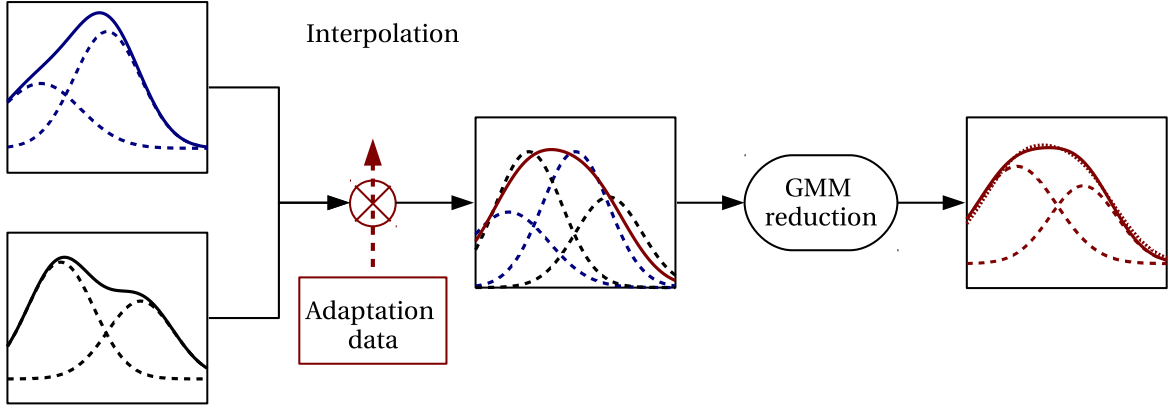 Interpolation
Adaptation
data
GMM
reduction